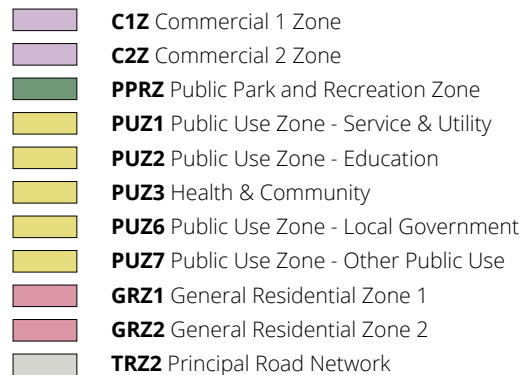 C1Z Commercial 1 Zone
C2Z Commercial 2 Zone
PPRZ Public Park and Recreation Zone
PUZ1 Public Use Zone - Service & Utility
PUZ2 Public Use Zone - Education
PUZ3 Health & Community
PUZ6 Public Use Zone - Local Government
PUZ7 Public Use Zone - Other Public Use
GRZ1 General Residential Zone 1
GRZ2 General Residential Zone 2
TRZ2 Principal Road Network